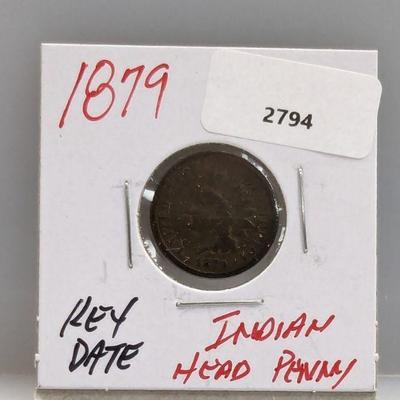 1879
2794
KEY
DATE
INDIAN
HEAD PENNY